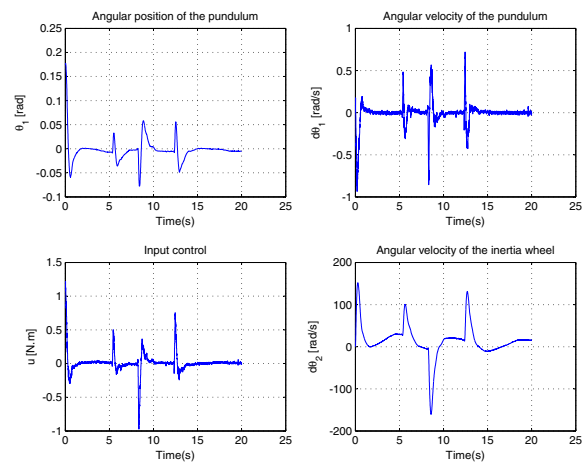 Angular position of the pundulum
0.25
0.2
0.15
0.1
0.05
0
-0.05
-0.1
θ1 [rad]
0 5 10 15 20 25
Time(s)
Angular velocity of the pundulum
1
0.5
0
-0.5
-1
dθ1 [rad/s]
0 5 10 15 20 25
Time(s)
Input control
1.5
1
0.5
0
-0.5
-1
u [N.m]
0 5 10 15 20 25
Time(s)
Angular velocity of the inertia wheel
200
100
0
-100
-200
dθ2 [rad/s]
0 5 10 15 20 25
Time(s)